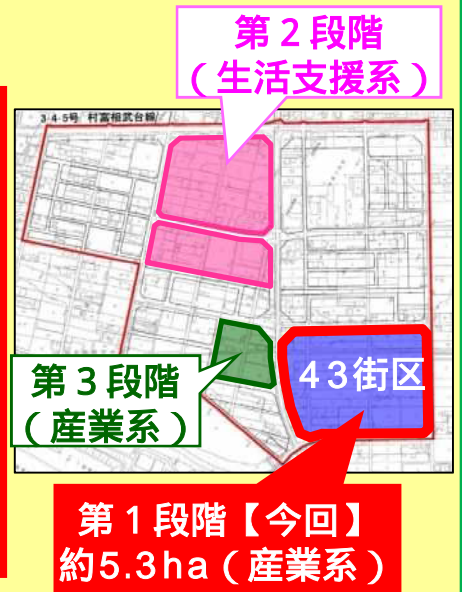 第２段階
（生活支援系）
3·4·5号 村富相武台線
43街区
第３段階
（産業系）
第１段階【今回】
約5.3ha（産業系）